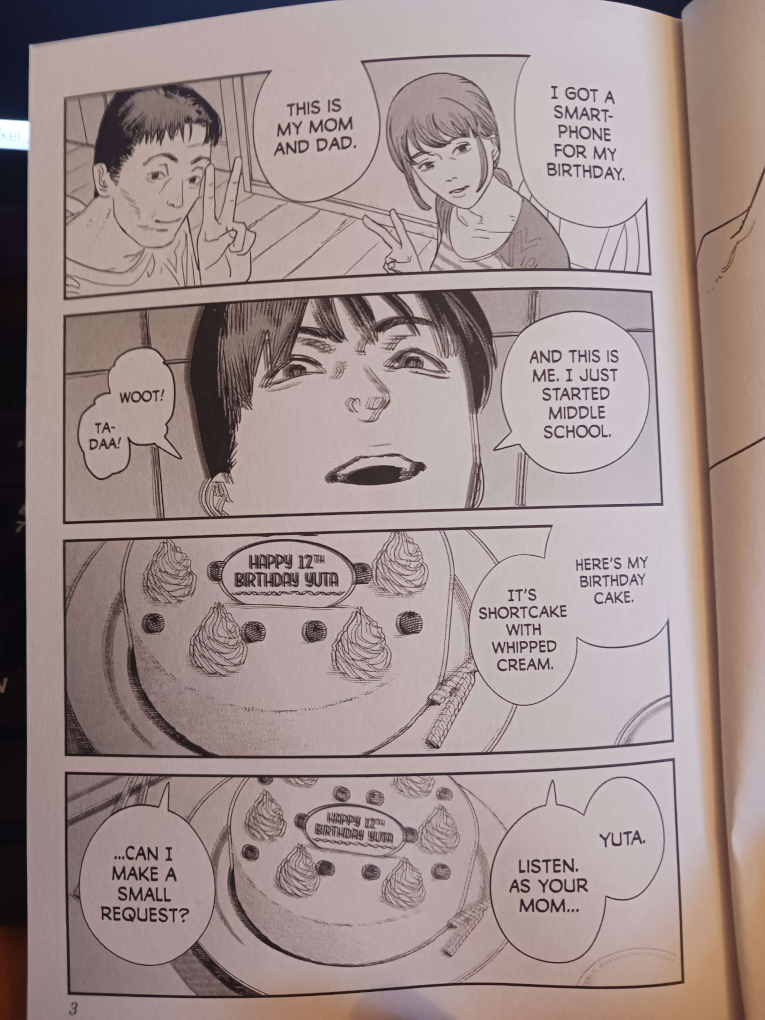 I GOT A
SMART-
PHONE
FOR MY
BIRTHDAY.
THIS IS
MY MOM
AND DAD.
AND THIS IS
ME. I JUST
STARTED
MIDDLE
SCHOOL.
WOOT!
TA-
DAA!
HERE'S MY
BIRTHDAY
CAKE.
IT'S
SHORTCAKE
WITH
WHIPPED
CREAM.
HAPPY 12TH
BIRTHDAY YUTA
YUTA.
LISTEN.
AS YOUR
MOM...
HAPPY 12TH
BIRTHDAY YUTA
...CAN I
MAKE A
SMALL
REQUEST?
3